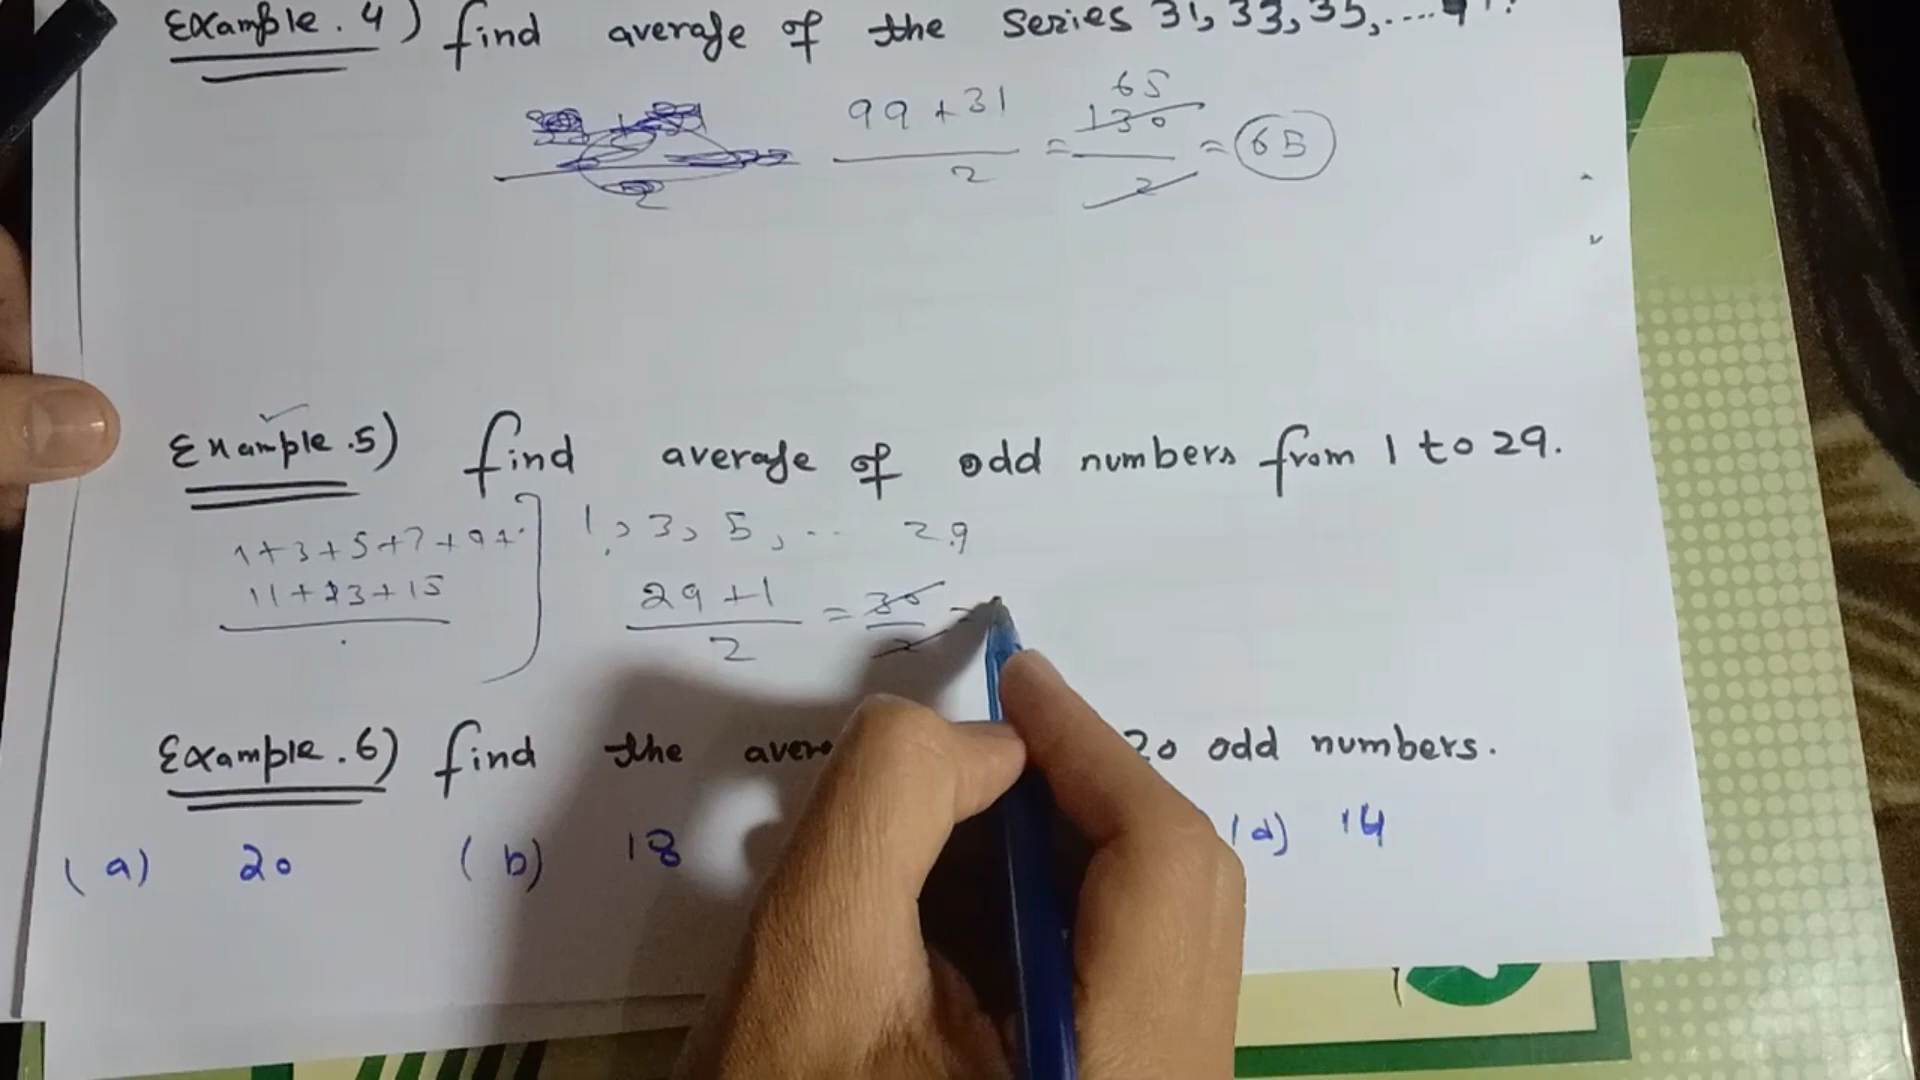 Example. 4) find average of the series 31, 33, 35, ....
99 + 31 / 2 = 130 / 2 = 65
65
Example .5) find average of odd numbers from 1 to 29.
1, 3, 5, ... 29
1+3+5+7+9+
11+13+15
29+1 / 2 = 30 / 2 =
Example. 6) find the 20 odd numbers.
(a) 20 (b) 18 (d) 14